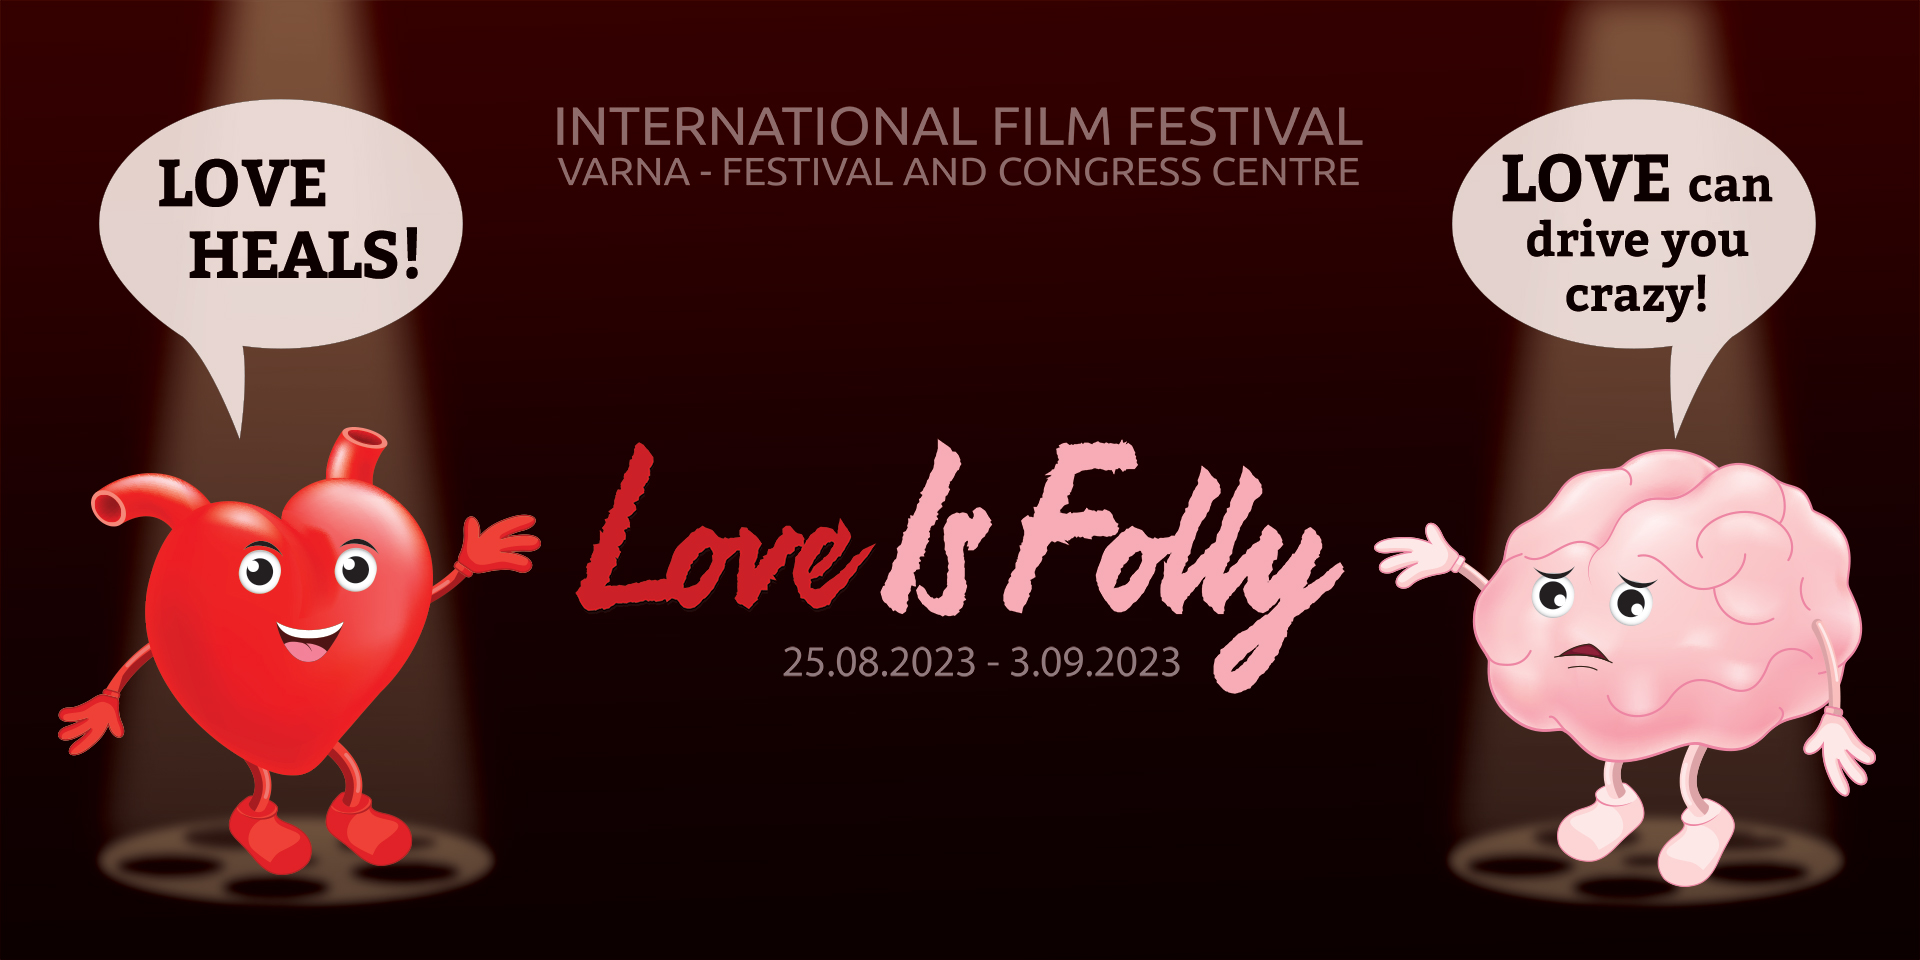 INTERNATIONAL FILM FESTIVAL
VARNA - FESTIVAL AND CONGRESS CENTRE
LOVE
HEALS!
LOVE can
drive you
crazy!
Love Is Folly
25.08.2023 - 3.09.2023